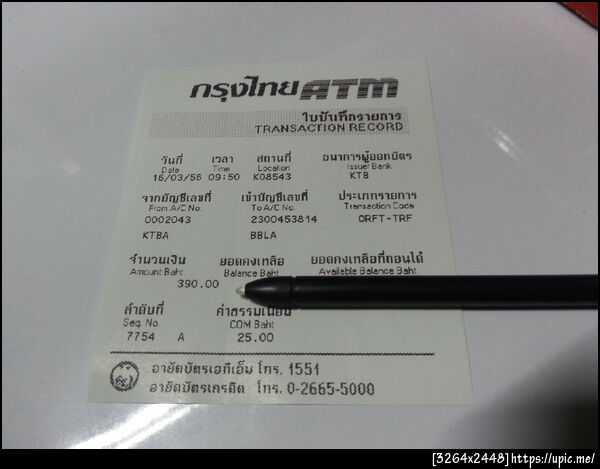 กรุงไทย ATM
ใบบันทึกรายการ
TRANSACTION RECORD
วันที่ เวลา สถานที่ ธนาคารผู้ออกบัตร
Date Time Location Issuer Bank
16/03/56 09:50 K08543 KTB
จากบัญชีเลขที่ เข้าบัญชีเลขที่ ประเภทรายการ
From A/C No. To A/C No. Transaction Code
0002043 2300453814 ORFT-TRF
KTBA BBLA
จำนวนเงิน ยอดคงเหลือ ยอดคงเหลือที่ถอนได้
Amount Baht Balance Baht Available Balance Baht
390.00
ลำดับที่ ค่าธรรมเนียม
Seq. No. COM Baht
7754 A 25.00
อายัดบัตรเอทีเอ็ม โทร. 1551
อายัดบัตรเครดิต โทร. 0-2665-5000
[3264x2448]https://upic.me/